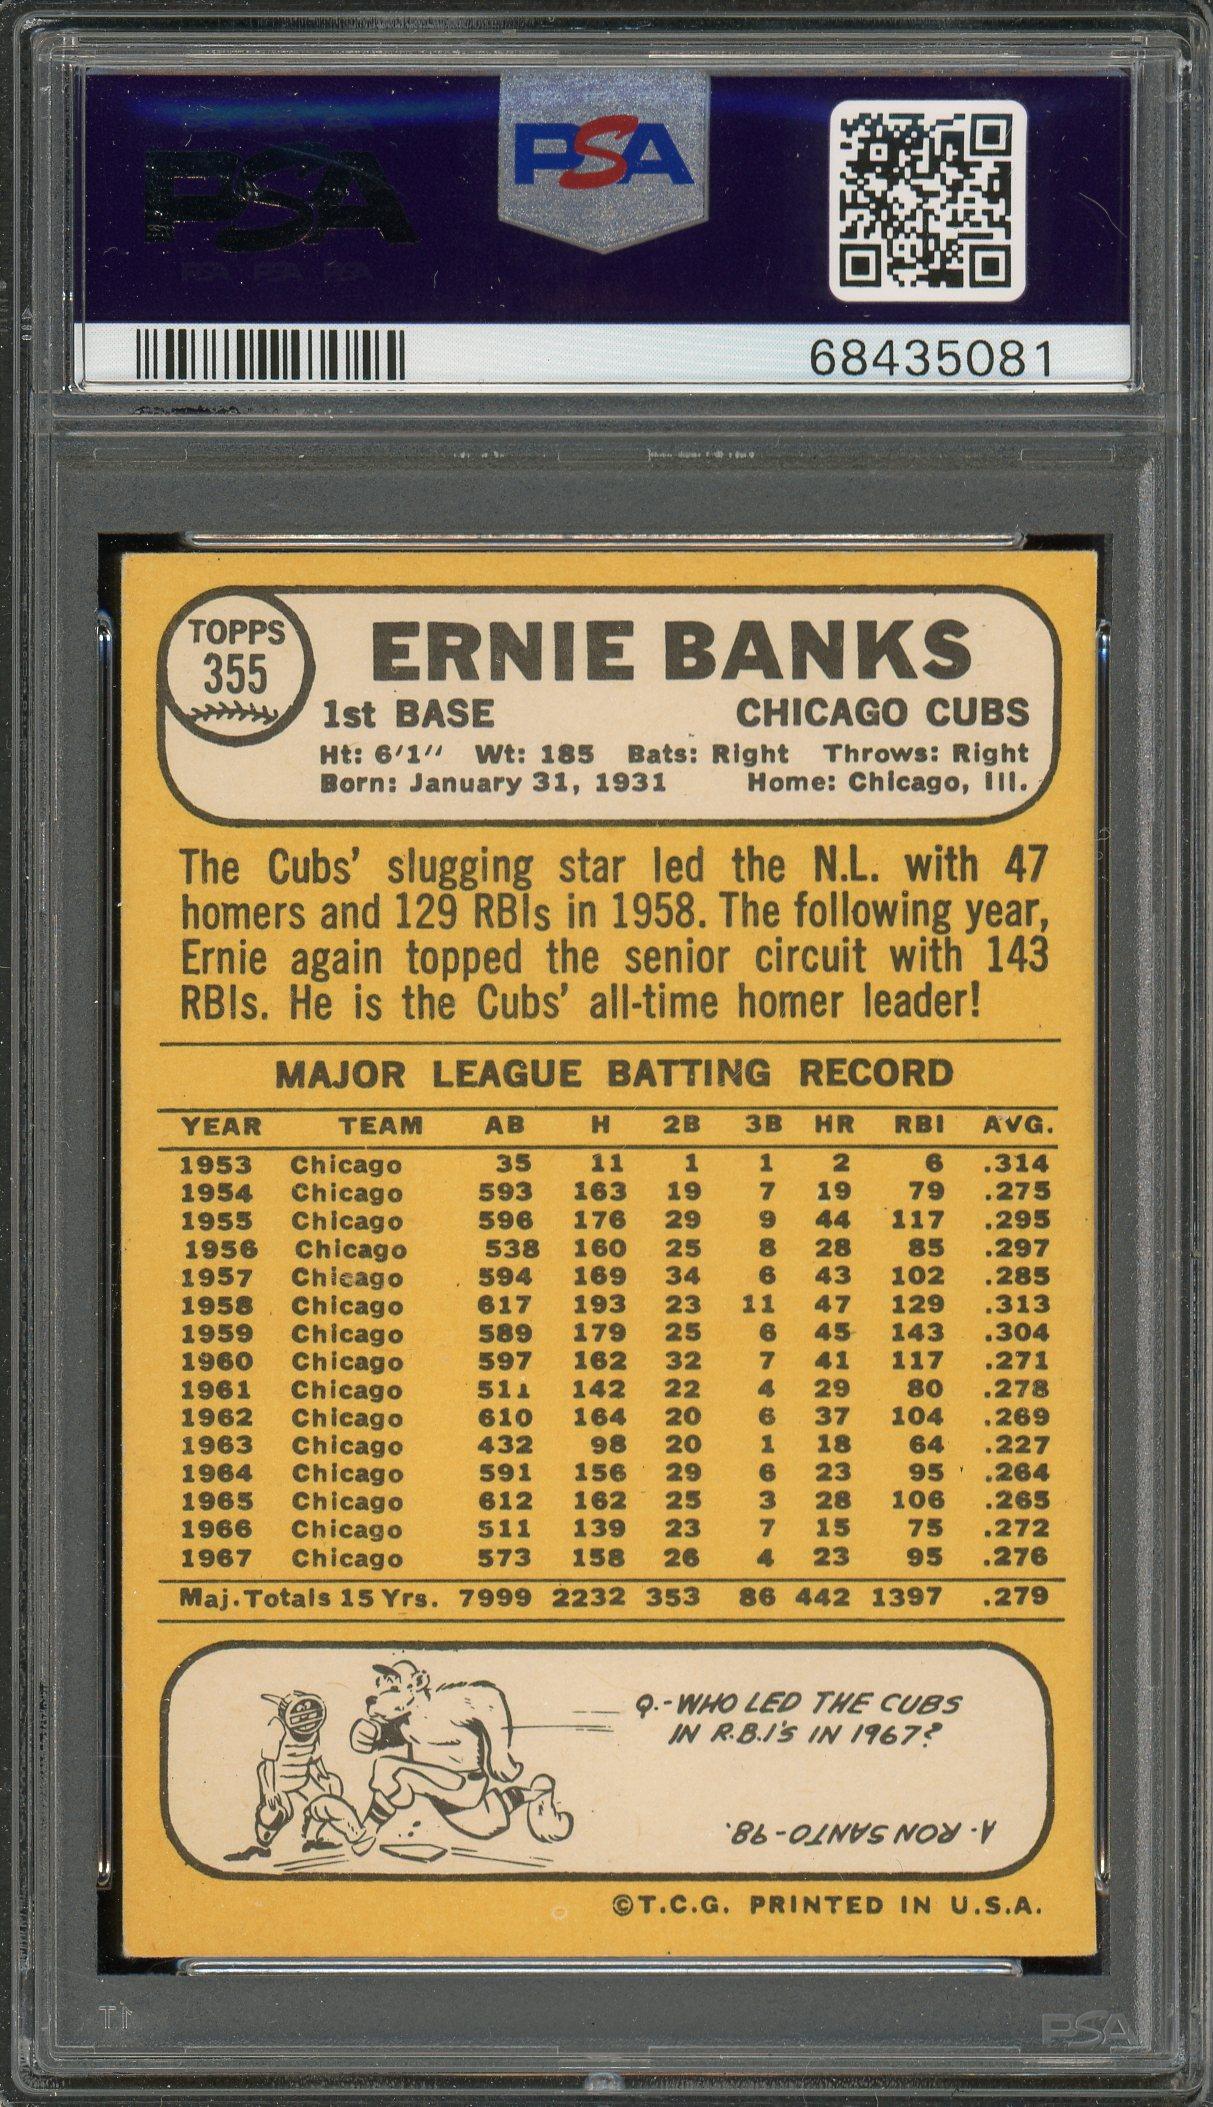 PSA
PSA
PSA PSA PSA
68435081
TOPPS
355
ERNIE BANKS
1st BASE CHICAGO CUBS
Ht: 6'1" Wt: 185 Bats: Right Throws: Right
Born: January 31, 1931 Home: Chicago, Ill.
The Cubs' slugging star led the N.L. with 47
homers and 129 RBIs in 1958. The following year,
Ernie again topped the senior circuit with 143
RBIs. He is the Cubs' all-time homer leader!
MAJOR LEAGUE BATTING RECORD
YEAR TEAM AB H 2B 3B HR RBI AVG.
1953 Chicago 35 11 1 1 2 6 .314
1954 Chicago 593 163 19 7 19 79 .275
1955 Chicago 596 176 29 9 44 117 .295
1956 Chicago 538 160 25 8 28 85 .297
1957 Chicago 594 169 34 6 43 102 .285
1958 Chicago 617 193 23 11 47 129 .313
1959 Chicago 589 179 25 6 45 143 .304
1960 Chicago 597 162 32 7 41 117 .271
1961 Chicago 511 142 22 4 29 80 .278
1962 Chicago 610 164 20 6 37 104 .269
1963 Chicago 432 98 20 1 18 64 .227
1964 Chicago 591 156 29 6 23 95 .264
1965 Chicago 612 162 25 3 28 106 .265
1966 Chicago 511 139 23 7 15 75 .272
1967 Chicago 573 158 26 4 23 95 .276
Maj. Totals 15 Yrs. 7999 2232 353 86 442 1397 .279
Q.-WHO LED THE CUBS
IN R.B.I'S IN 1967?
A-RON SANTO-98.
©T.C.G. PRINTED IN U.S.A.
PSA